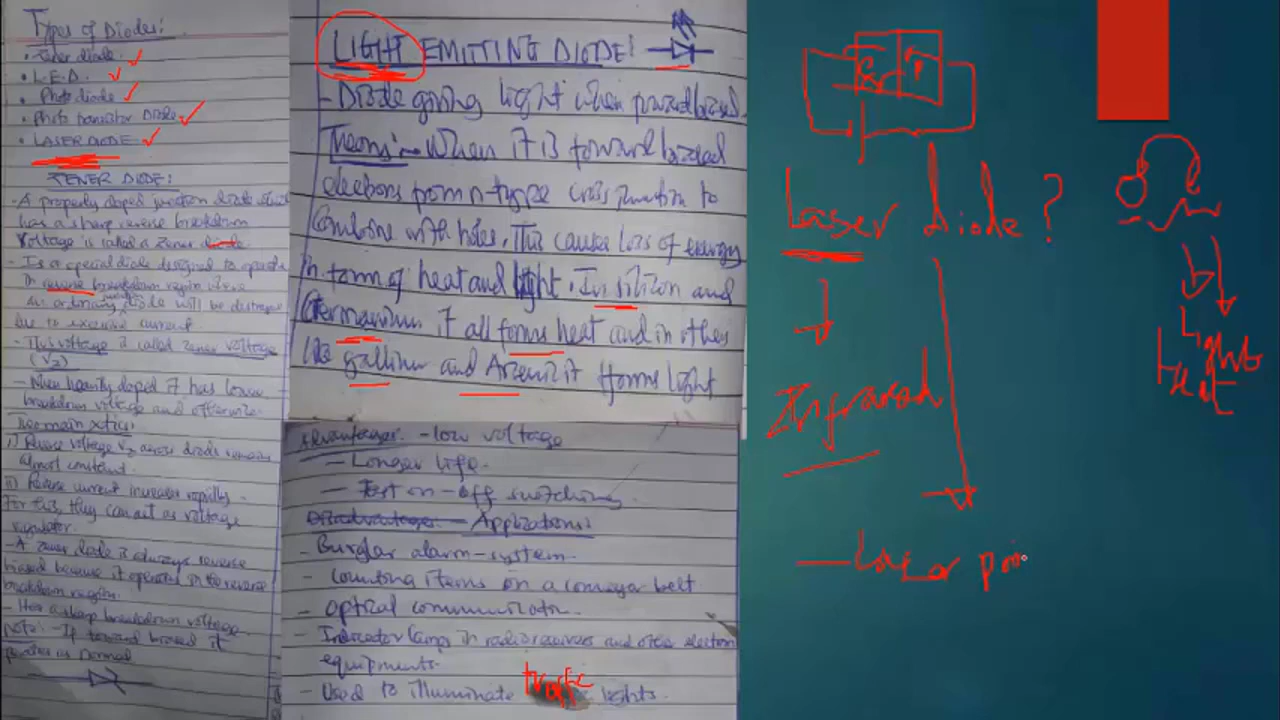 Types of Diodes:
• Zener diode
• L.E.D.
• Photo diode
• Photo transistor Diode
• LASER DIODE
ZENER DIODE:
- A properly doped junction diode which
has a sharp reverse breakdown
Voltage is called a Zener diode
- Is a special diode designed to operate
in reverse breakdown region where
an ordinary diode will be destroyed
due to excessive current
- This voltage is called zener voltage
(Vz)
- When heavily doped it has lower
breakdown voltage and otherwise.
Two main
i) Reverse voltage Vz across diode remains
almost constant.
ii) Reverse current increases rapidly.
For this, they can act as voltage
regulator.
- A zener diode is always reverse
biased because it operates in the reverse
breakdown region.
- Has a sharp breakdown voltage
Note: - If forward biased it
as normal
LIGHT EMITTING DIODE:
- Diode giving light when forward biased
Theory:- When it is forward biased
electrons from n-type cross junction to
Combine with holes. This causes loss of energy
in form of heat and light. In silicon and
Germanium it all forms heat and in others
like gallium and it forms light
Advantages: - low voltage
- Longer life.
- Fast on-off switching.
Disadvantages - Applications:
- Burglar alarm-system.
- Counting items on a conveyor belt
- Optical
- Indicator lamps in radio receivers and other electron
equipments.
- Used to illuminate traffic lights.
P
Laser diode?
Infrared
- Laser poi
e
Light
Heat